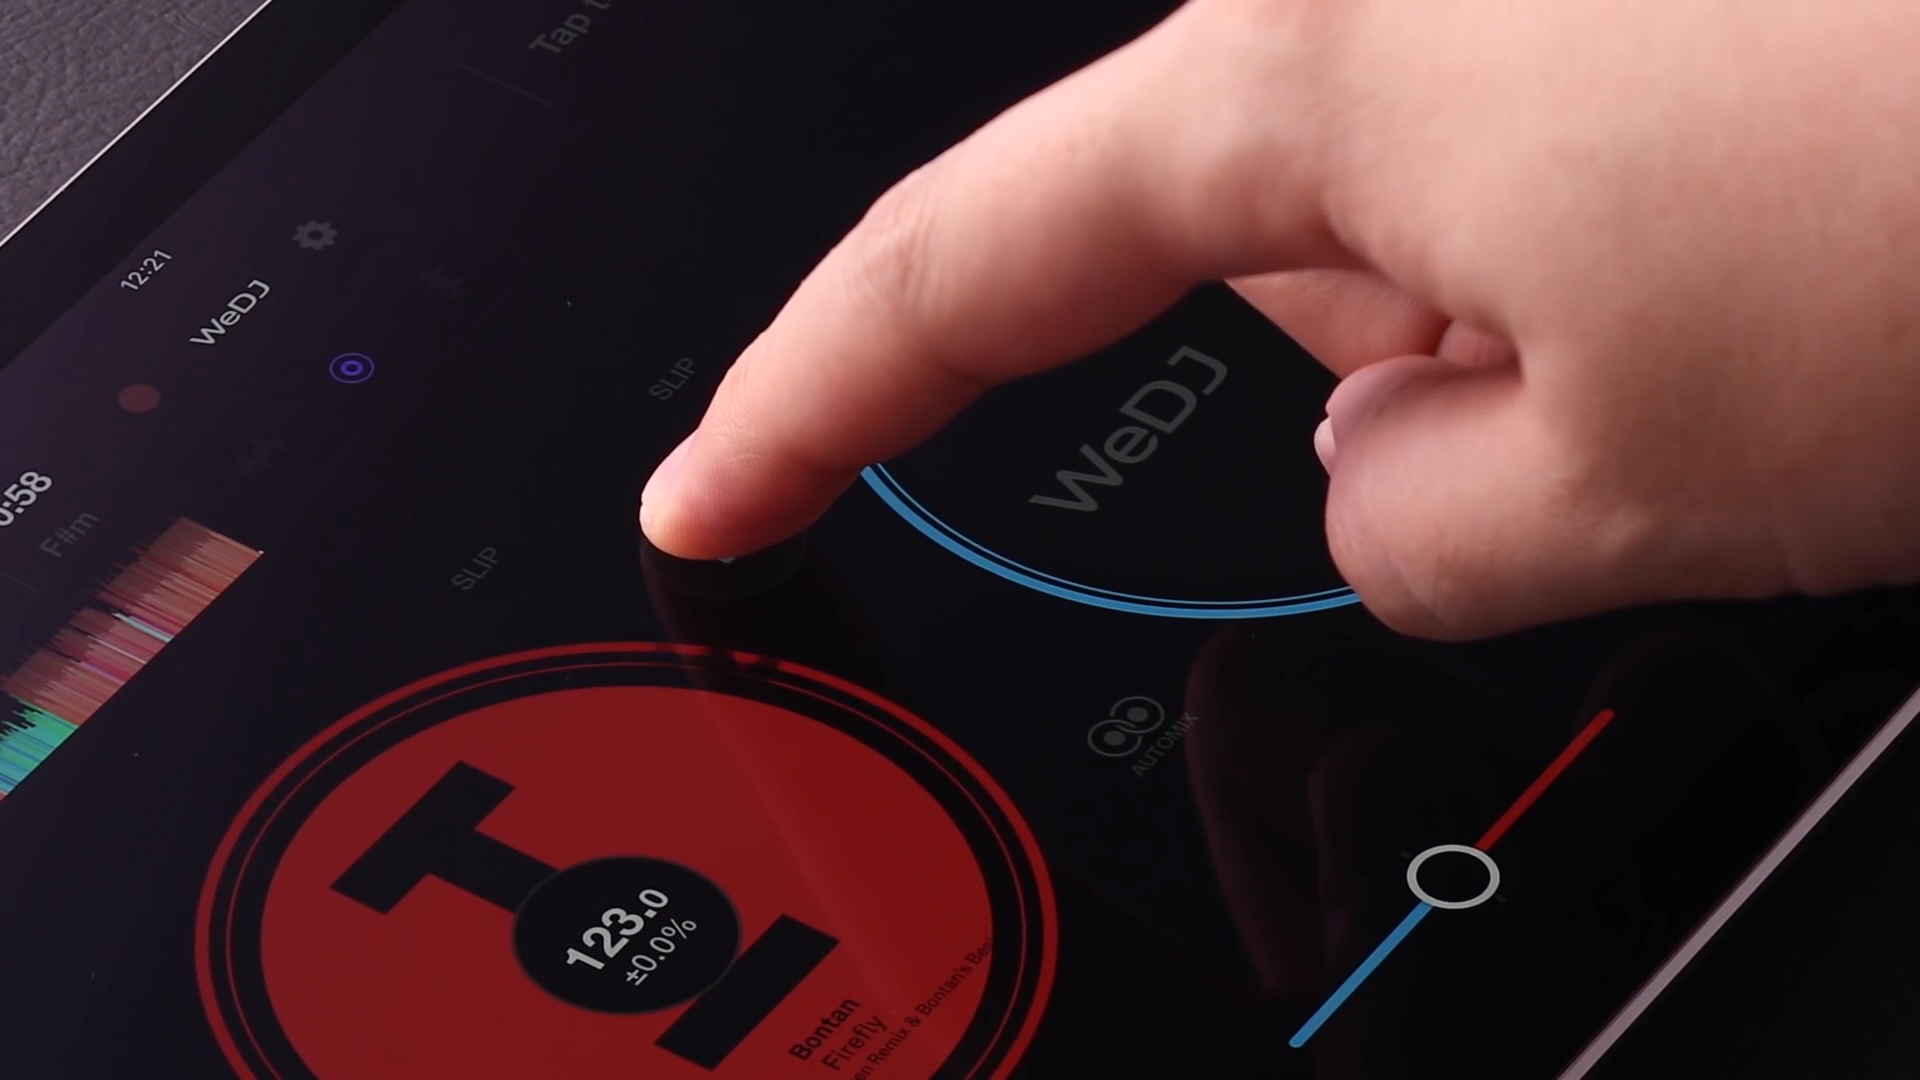 Tap t
12:21
WeDJ
0:58
F#m
SLIP
SLIP
WeDJ
AUTOMIX
123.0
±0.0%
Bontan
Firefly
Remix & Bontan's